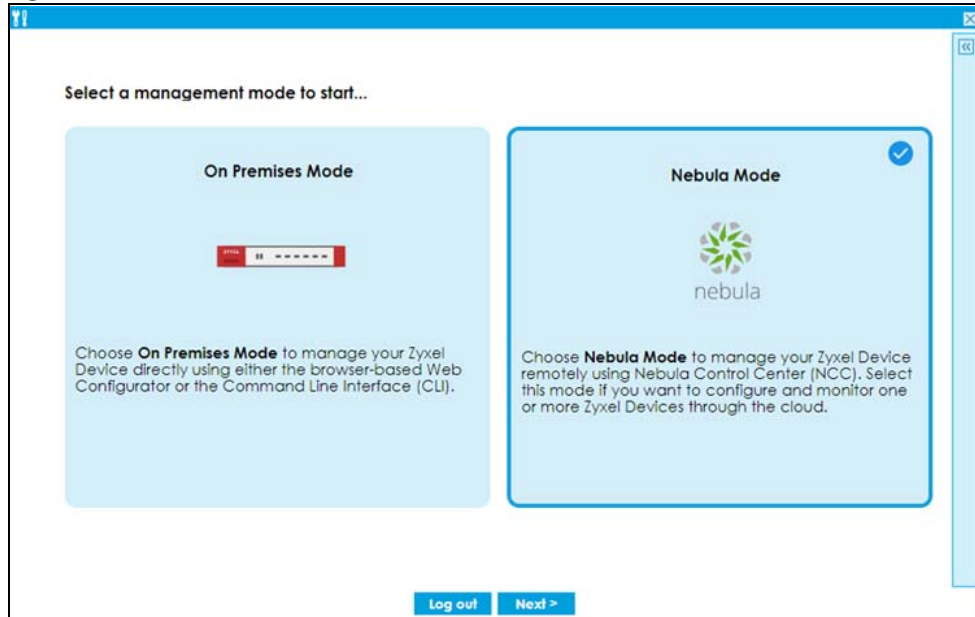 Select a management mode to start...
On Premises Mode
ZYXEL
Choose On Premises Mode to manage your Zyxel
Device directly using either the browser-based Web
Configurator or the Command Line Interface (CLI).
Nebula Mode
nebula
Choose Nebula Mode to manage your Zyxel Device
remotely using Nebula Control Center (NCC). Select
this mode if you want to configure and monitor one
or more Zyxel Devices through the cloud.
Log out
Next >